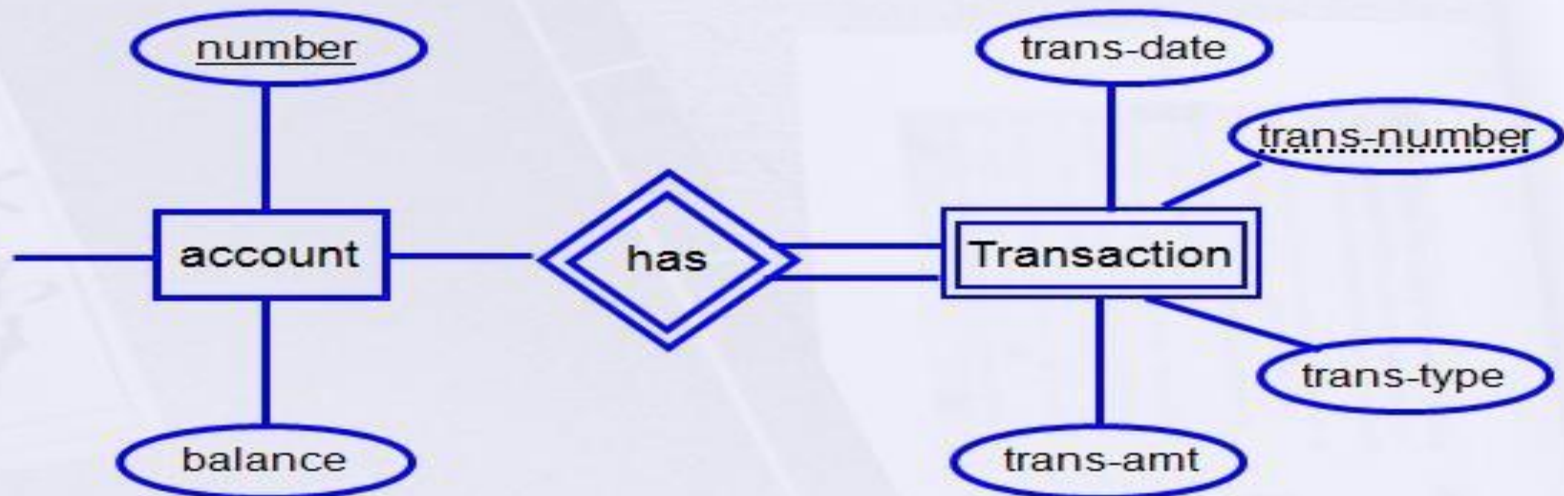 number
trans-date
trans-number
account
has
Transaction
trans-type
balance
trans-amt